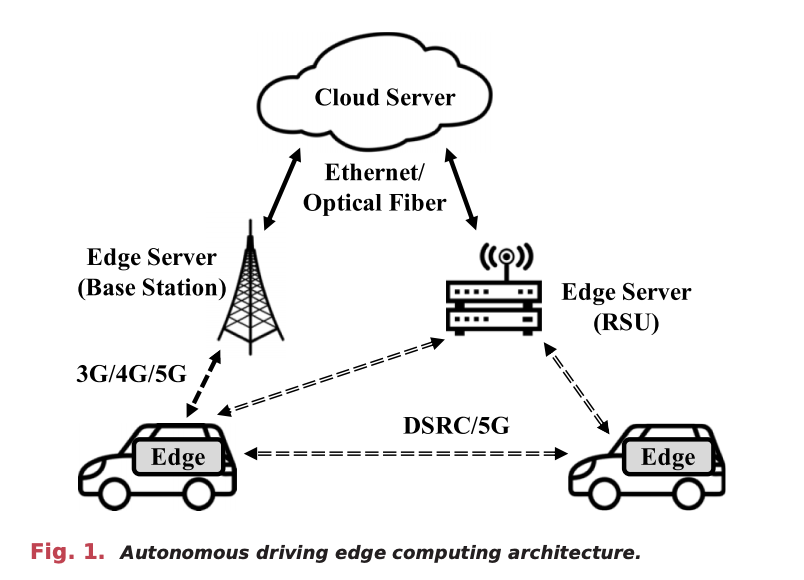 Cloud Server
Ethernet/
Optical Fiber
Edge Server
(Base Station)
Edge Server
(RSU)
3G/4G/5G
DSRC/5G
Edge
Edge
Fig. 1. Autonomous driving edge computing architecture.